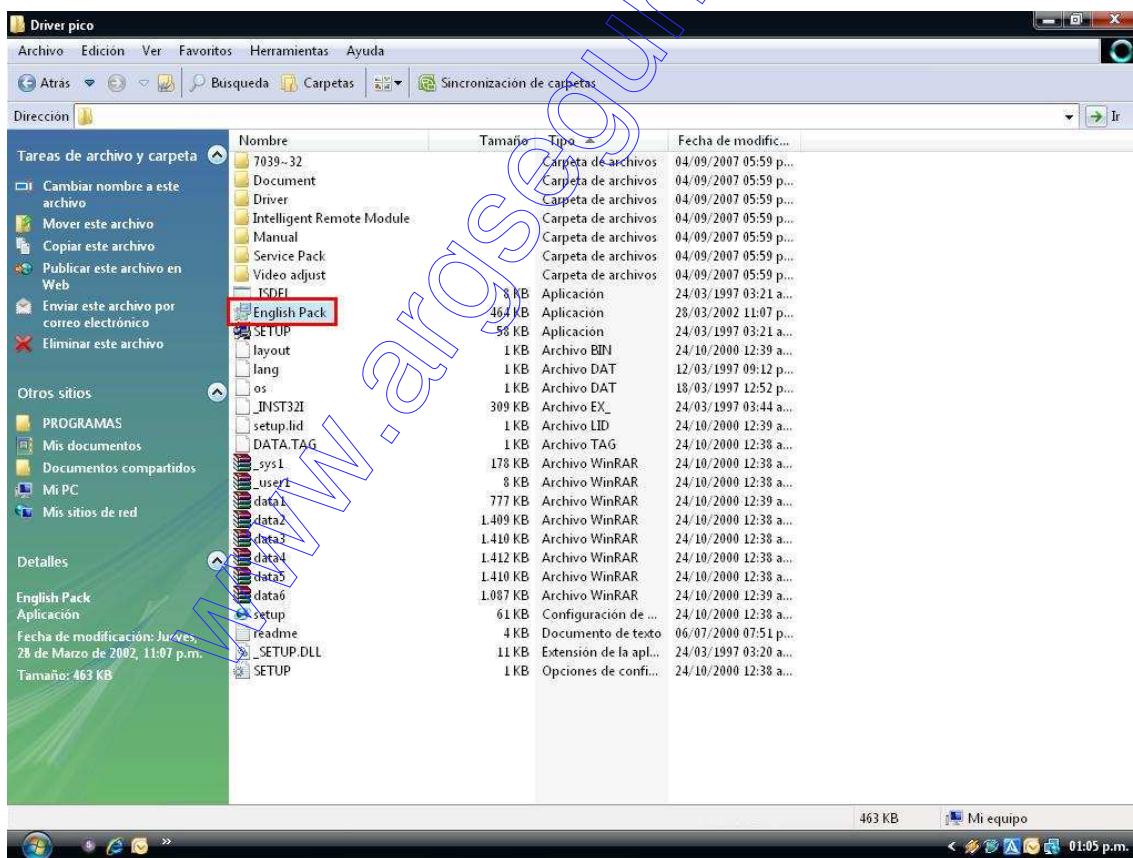 Driver pico
Archivo Edición Ver Favoritos Herramientas Ayuda
Atrás Búsqueda Carpetas Sincronización de carpetas
Dirección Ir
Tareas de archivo y carpeta
Cambiar nombre a este
archivo
Mover este archivo
Copiar este archivo
Publicar este archivo en
Web
Enviar este archivo por
correo electrónico
Eliminar este archivo
Otros sitios
PROGRAMAS
Mis documentos
Documentos compartidos
Mi PC
Mis sitios de red
Detalles
English Pack
Aplicación
Fecha de modificación: Jueves,
28 de Marzo de 2002, 11:07 p.m.
Tamaño: 463 KB
Nombre Tamaño Tipo Fecha de modific...
7039~32 Carpeta de archivos 04/09/2007 05:59 p...
Document Carpeta de archivos 04/09/2007 05:59 p...
Driver Carpeta de archivos 04/09/2007 05:59 p...
Intelligent Remote Module Carpeta de archivos 04/09/2007 05:59 p...
Manual Carpeta de archivos 04/09/2007 05:59 p...
Service Pack Carpeta de archivos 04/09/2007 05:59 p...
Video adjust Carpeta de archivos 04/09/2007 05:59 p...
_ISDEL 8 KB Aplicación 24/03/1997 03:21 a...
English Pack 464 KB Aplicación 28/03/2002 11:07 p...
SETUP 58 KB Aplicación 24/03/1997 03:21 a...
layout 1 KB Archivo BIN 24/10/2000 12:39 a...
lang 1 KB Archivo DAT 12/03/1997 09:12 p...
os 1 KB Archivo DAT 18/03/1997 12:52 p...
_INST32I 309 KB Archivo EX_ 24/03/1997 03:44 a...
setup.lid 1 KB Archivo LID 24/10/2000 12:39 a...
DATA.TAG 1 KB Archivo TAG 24/10/2000 12:38 a...
_sys1 178 KB Archivo WinRAR 24/10/2000 12:38 a...
_user1 8 KB Archivo WinRAR 24/10/2000 12:38 a...
data1 777 KB Archivo WinRAR 24/10/2000 12:39 a...
data2 1.409 KB Archivo WinRAR 24/10/2000 12:38 a...
data3 1.410 KB Archivo WinRAR 24/10/2000 12:38 a...
data4 1.412 KB Archivo WinRAR 24/10/2000 12:38 a...
data5 1.410 KB Archivo WinRAR 24/10/2000 12:38 a...
data6 1.087 KB Archivo WinRAR 24/10/2000 12:39 a...
setup 61 KB Configuración de ... 24/10/2000 12:38 a...
readme 4 KB Documento de texto 06/07/2000 07:51 p...
_SETUP.DLL 11 KB Extensión de la apl... 24/03/1997 03:20 a...
SETUP 1 KB Opciones de confi... 24/10/2000 12:38 a...
463 KB Mi equipo
01:05 p.m.